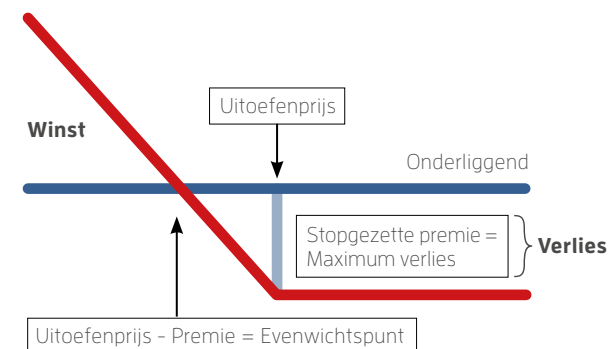 Uitoefenprijs
Winst
Onderliggend
Stopgezette premie =
Maximum verlies
Verlies
Uitoefenprijs - Premie = Evenwichtspunt